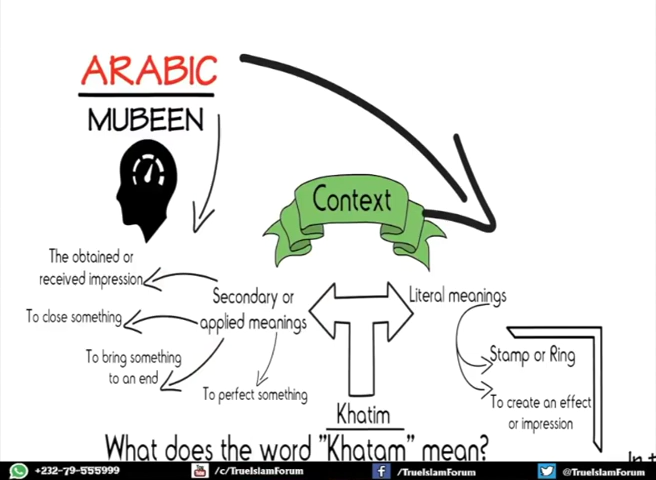 ARABIC
MUBEEN
Context
The obtained or
received impression
To close something
To bring something
to an end
Secondary or
applied meanings
To perfect something
Literal meanings
Stamp or Ring
To create an effect
or impression
Khatim
What does the word "Khatam" mean?
+232-79-555999
You Tube
/c/TrueIslamForum
f
/TrueIslamForum
@TrueIslamForum